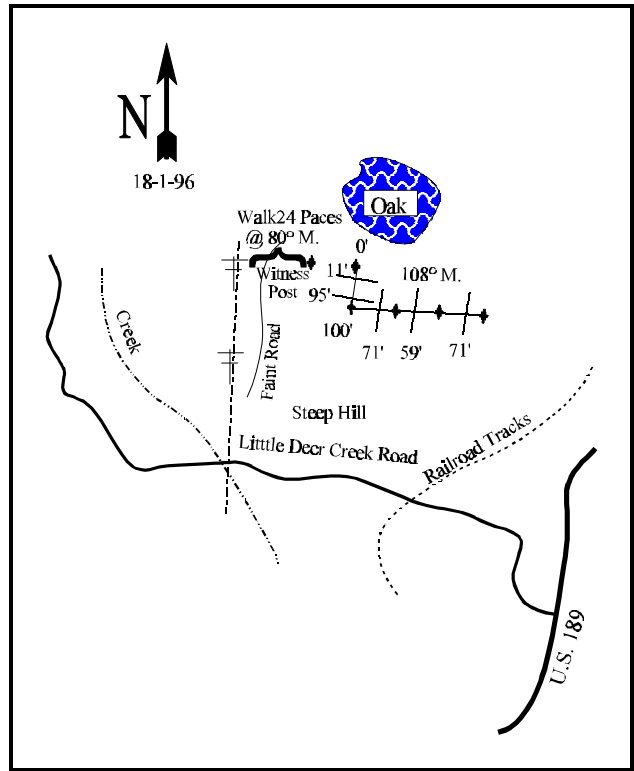 N
18-1-96
Oak
Walk24 Paces
@ 80° M.
0'
Witness
Post
11'
108° M.
95'
100'
71'
59'
71'
Creek
Faint Road
Steep Hill
Litttle Deer Creek Road
Railroad Tracks
U.S. 189